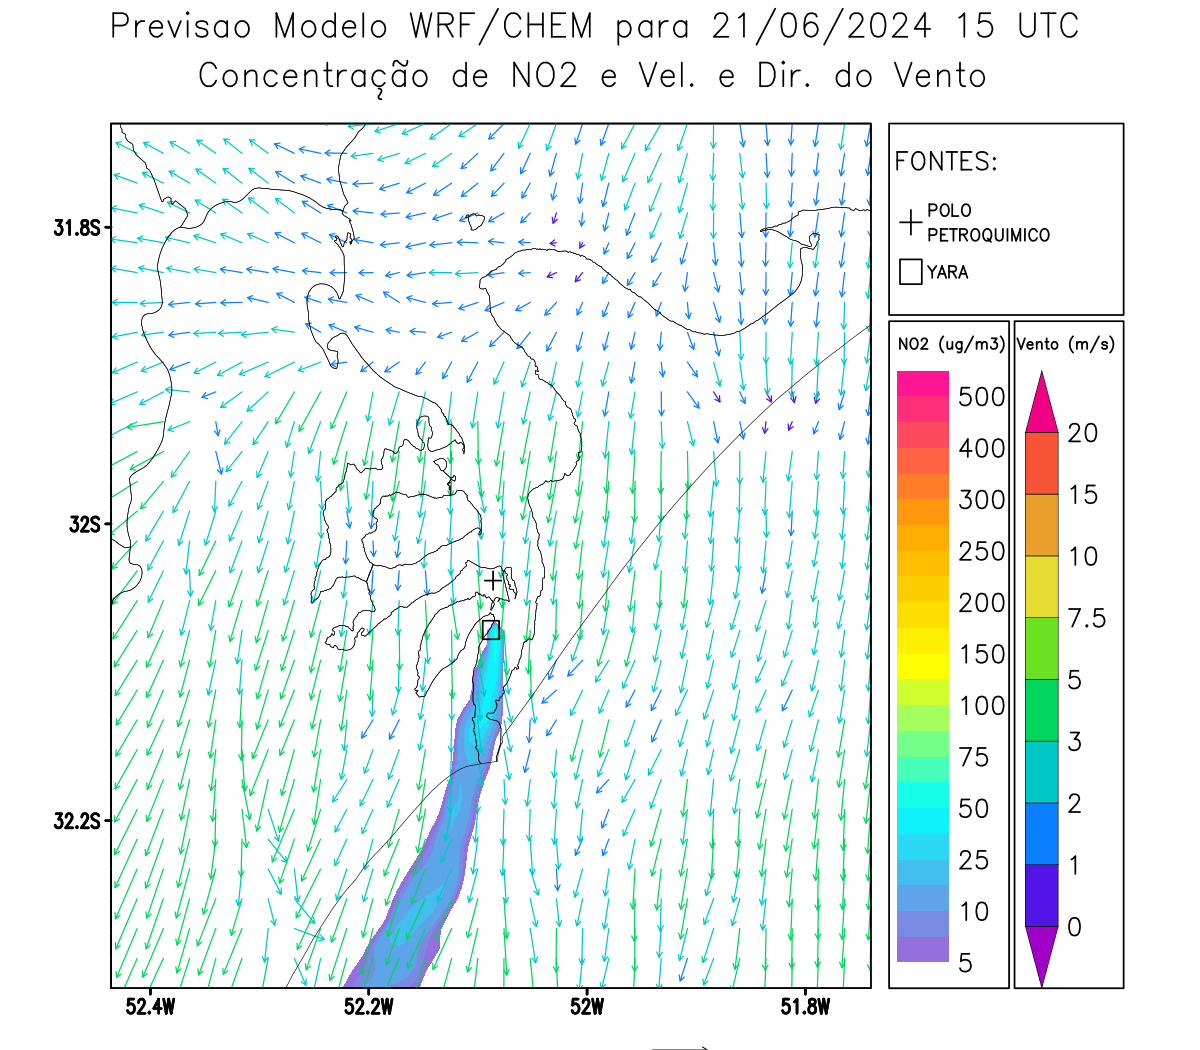 Previsao Modelo WRF/CHEM para 21/06/2024 15 UTC
Concentração de NO2 e Vel. e Dir. do Vento
FONTES:
POLO
PETROQUIMICO
YARA
31.8S
32S
32.2S
52.4W
52.2W
52W
51.8W
NO2 (ug/m3)
500
400
300
250
200
150
100
75
50
25
10
5
Vento (m/s)
20
15
10
7.5
5
3
2
1
0